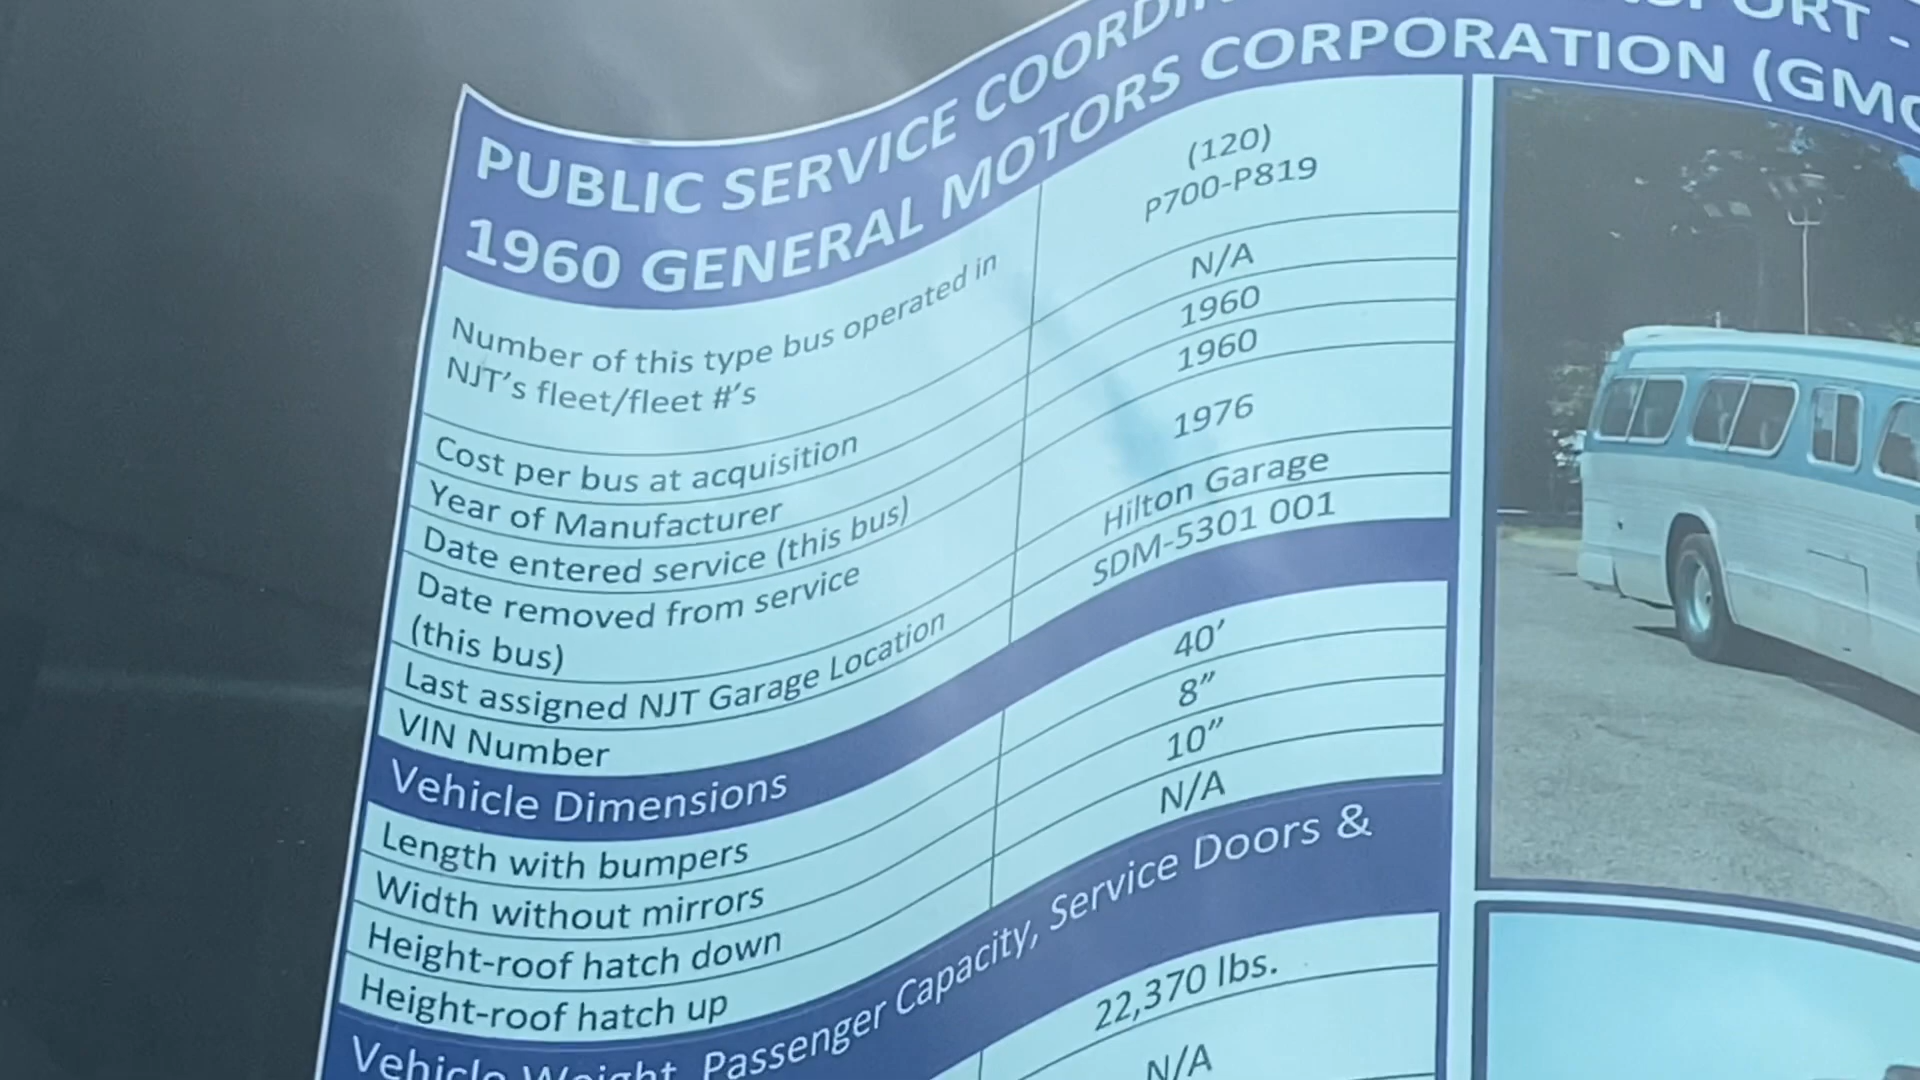 PUBLIC SERVICE PORT -
1960 GENERAL MOTORS CORPORATION
Number of this type bus operated in
NJT's fleet/fleet #'s
(120)
P700-P819
Cost per bus at acquisition N/A
Year of Manufacturer 1960
Date entered service (this bus) 1960
Date removed from service
(this bus)
1976
Last assigned NJT Garage Location Hilton Garage
VIN Number SDM-5301 001
Vehicle Dimensions
Length with bumpers 40’
Width without mirrors 8”
Height-roof hatch down 10”
Height-roof hatch up N/A
Vehicle Weight, Passenger Capacity, Service Doors &
22,370 lbs.
N/A